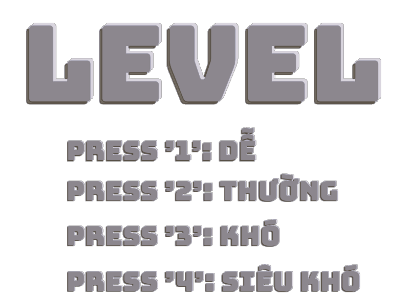 LEVEL
PRESS '1': DỄ
PRESS '2': THƯỜNG
PRESS '3': KHÓ
PRESS '4': SIÊU KHÓ